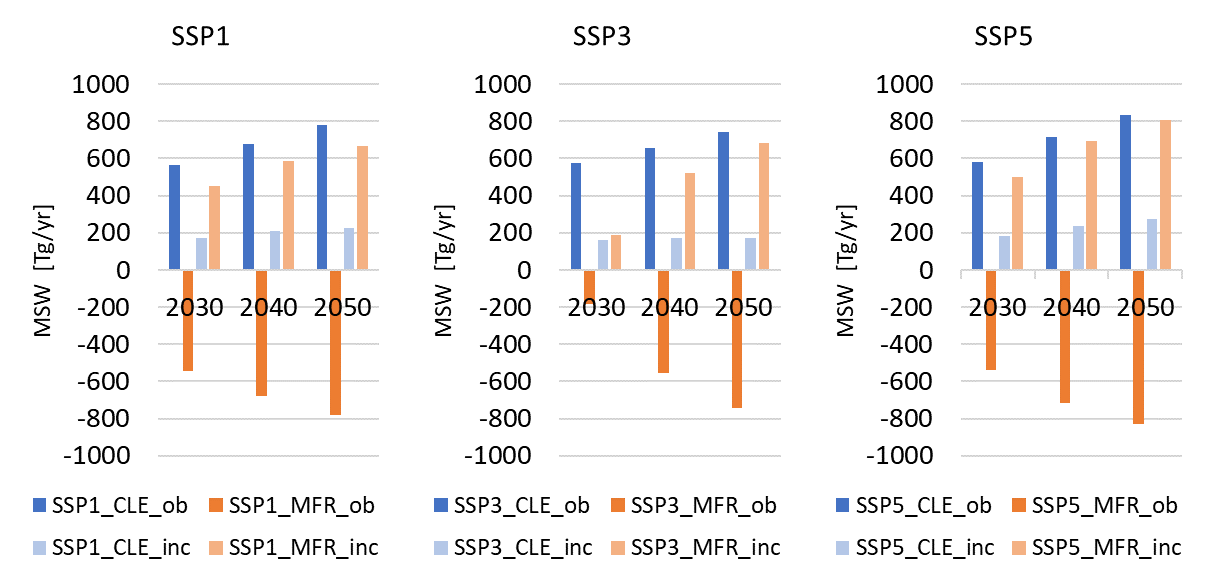 SSP1
1000
800
600
400
200
0
-200
-400
-600
-800
-1000
MSW [Tg/yr]
2030 2040 2050
SSP1_CLE_ob SSP1_MFR_ob
SSP1_CLE_inc SSP1_MFR_inc
SSP3
1000
800
600
400
200
0
-200
-400
-600
-800
-1000
MSW [Tg/yr]
2030 2040 2050
SSP3_CLE_ob SSP3_MFR_ob
SSP3_CLE_inc SSP3_MFR_inc
SSP5
1000
800
600
400
200
0
-200
-400
-600
-800
-1000
MSW [Tg/yr]
2030 2040 2050
SSP5_CLE_ob SSP5_MFR_ob
SSP5_CLE_inc SSP5_MFR_inc